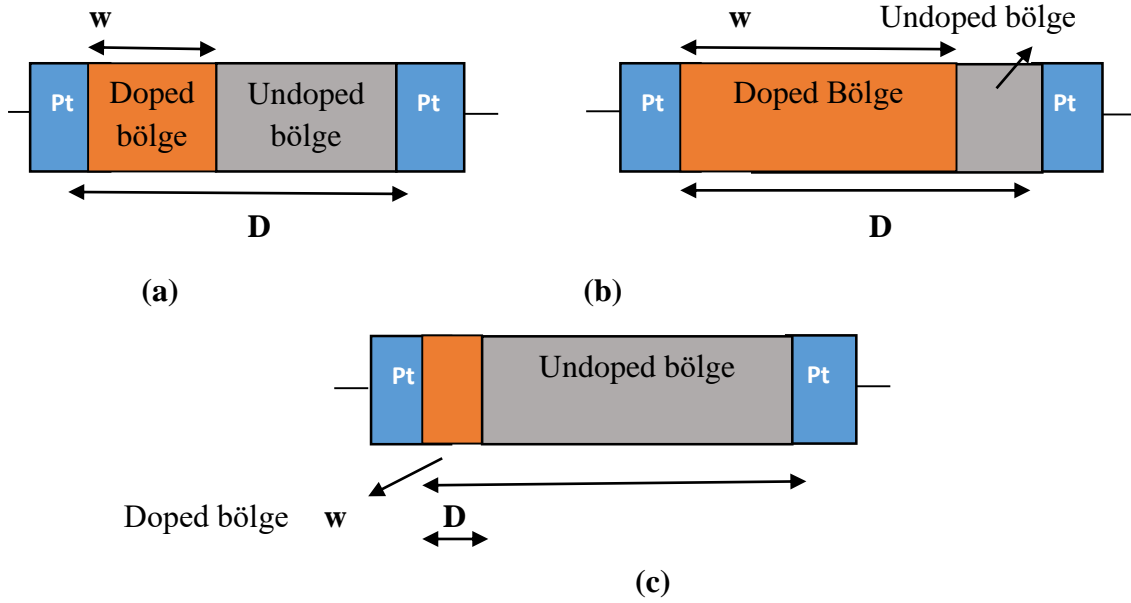 w
Pt
Doped
bölge
Undoped
bölge
Pt
D
(a)
Undoped bölge
w
Pt
Doped Bölge
Pt
D
(b)
Pt
Undoped bölge
Pt
Doped bölge w
D
(c)